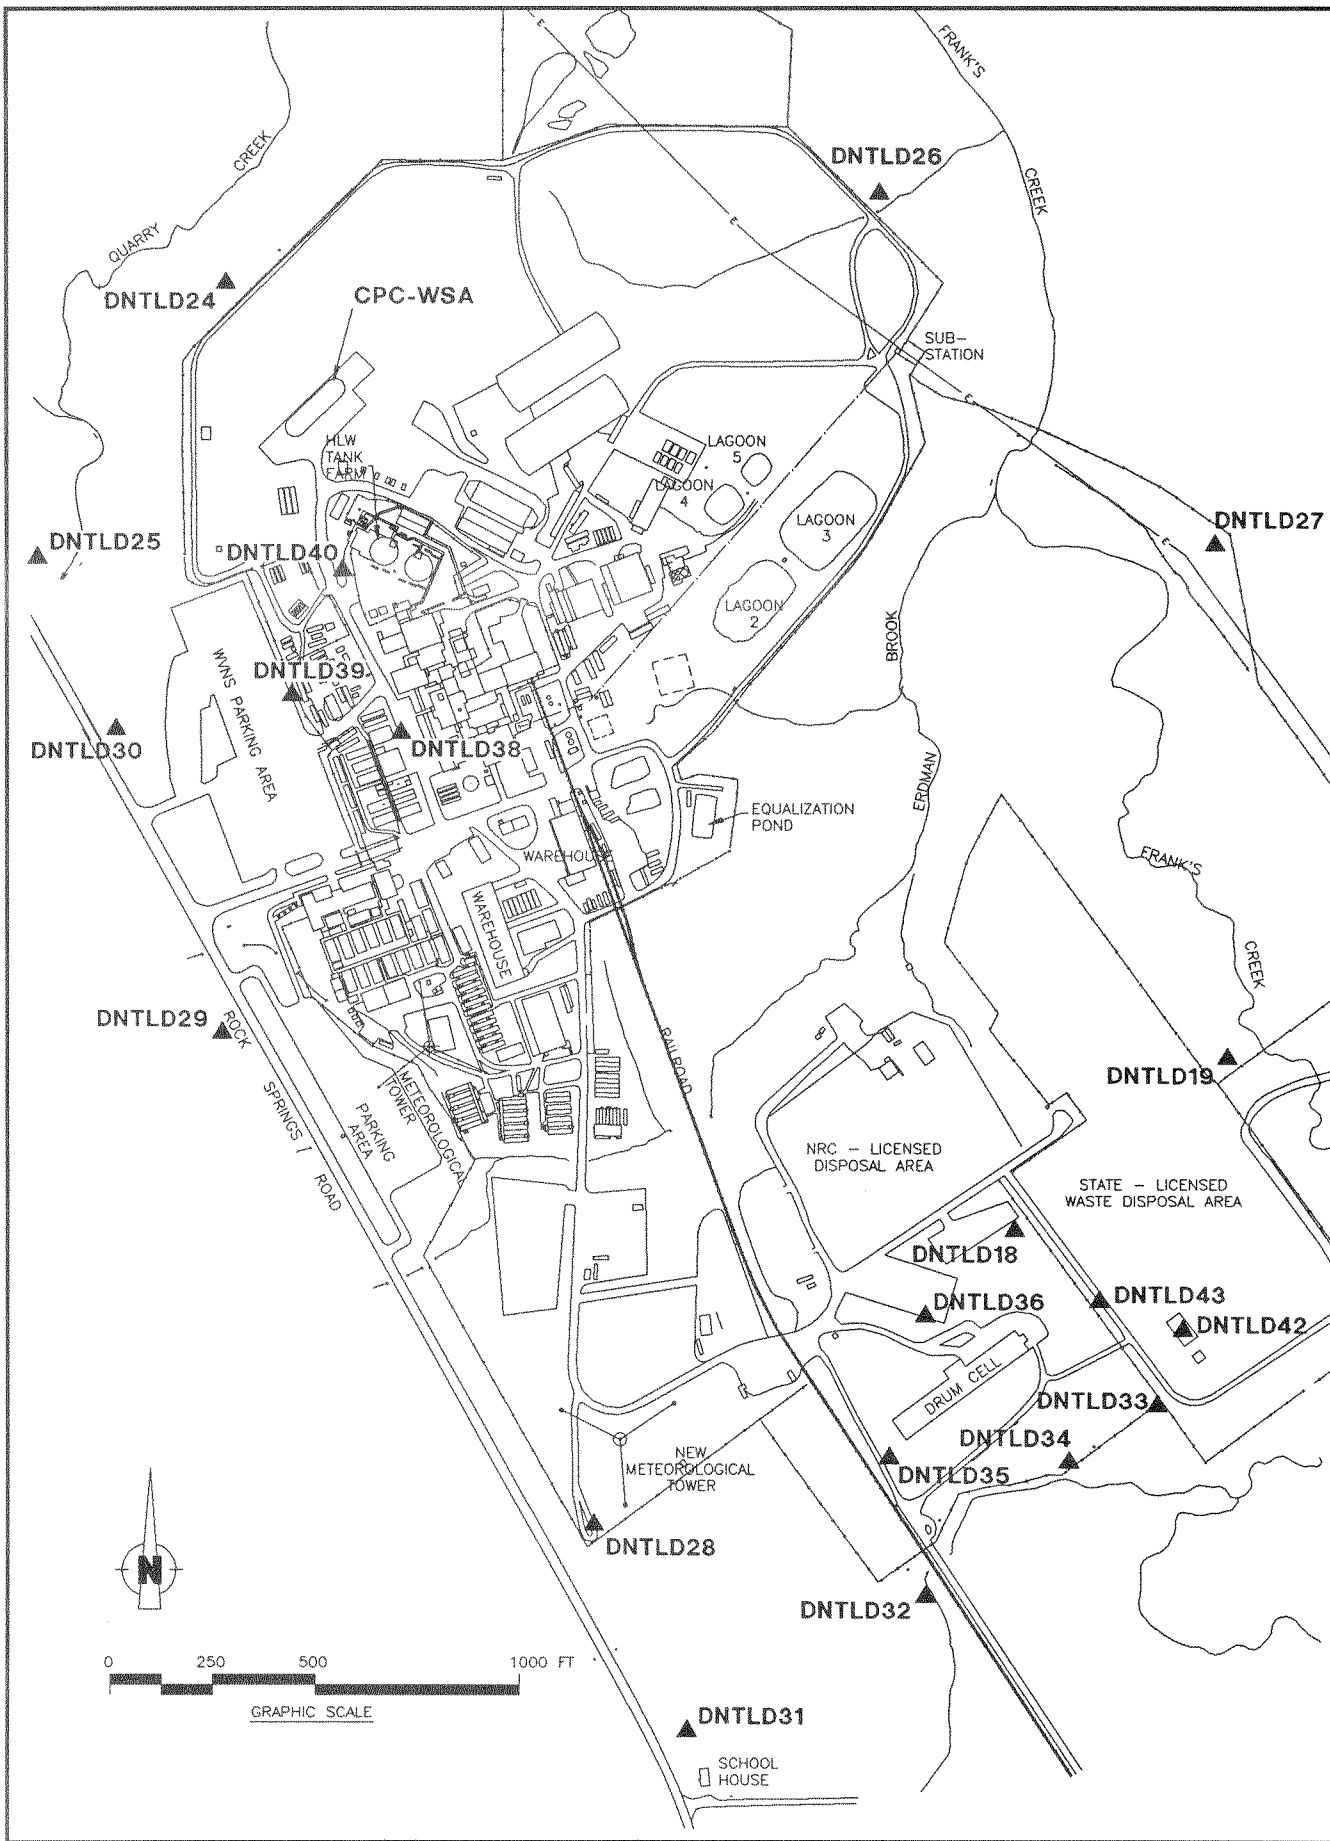 FRANK'S
CREEK
QUARRY
CREEK
DNTLD26
CREEK
DNTLD24
CPC-WSA
SUB-
STATION
HLW
TANK
FARM
LAGOON
5
LAGOON
4
LAGOON
3
DNTLD27
DNTLD25
DNTLD40
LAGOON
2
BROOK
DNTLD39
WVNS PARKING AREA
DNTLD30
DNTLD38
ERDMAN
EQUALIZATION
POND
WAREHOUSE
FRANK'S
CREEK
WAREHOUSE
DNTLD29
ROCK
SPRINGS
ROAD
METEOROLOGICAL
TOWER
PARKING
AREA
RAILROAD
DNTLD19
NRC – LICENSED
DISPOSAL AREA
STATE – LICENSED
WASTE DISPOSAL AREA
DNTLD18
DNTLD36
DNTLD43
DNTLD42
DRUM CELL
DNTLD33
DNTLD34
DNTLD35
NEW
METEOROLOGICAL
TOWER
DNTLD28
N
DNTLD32
0 250 500 1000 FT
GRAPHIC SCALE
DNTLD31
SCHOOL
HOUSE
E
E
E
E